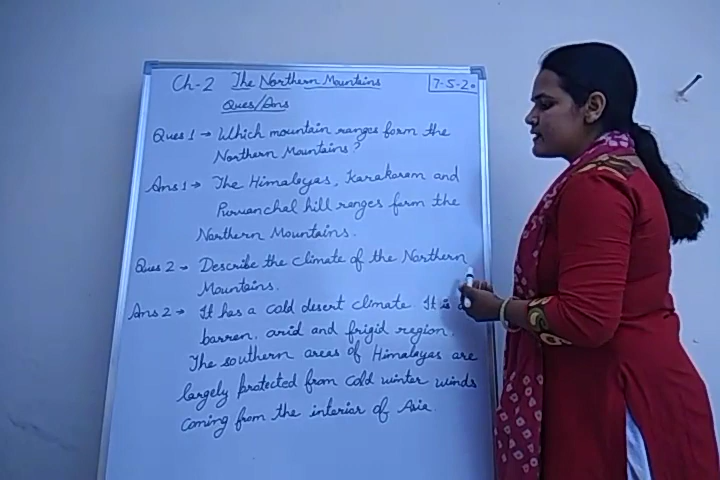 Ch-2 The Northern Mountains 7-5-20
Ques/Ans
Ques 1 → Which mountain ranges form the
Northern Mountains?
Ans 1 → The Himalayas, Karakoram and
Purvanchal hill ranges form the
Northern Mountains.
Ques 2 → Describe the climate of the Northern
Mountains.
Ans 2 → It has a cold desert climate. It is
barren, arid and frigid region.
The southern areas of Himalayas are
largely protected from cold winter winds
coming from the interior of Asia.